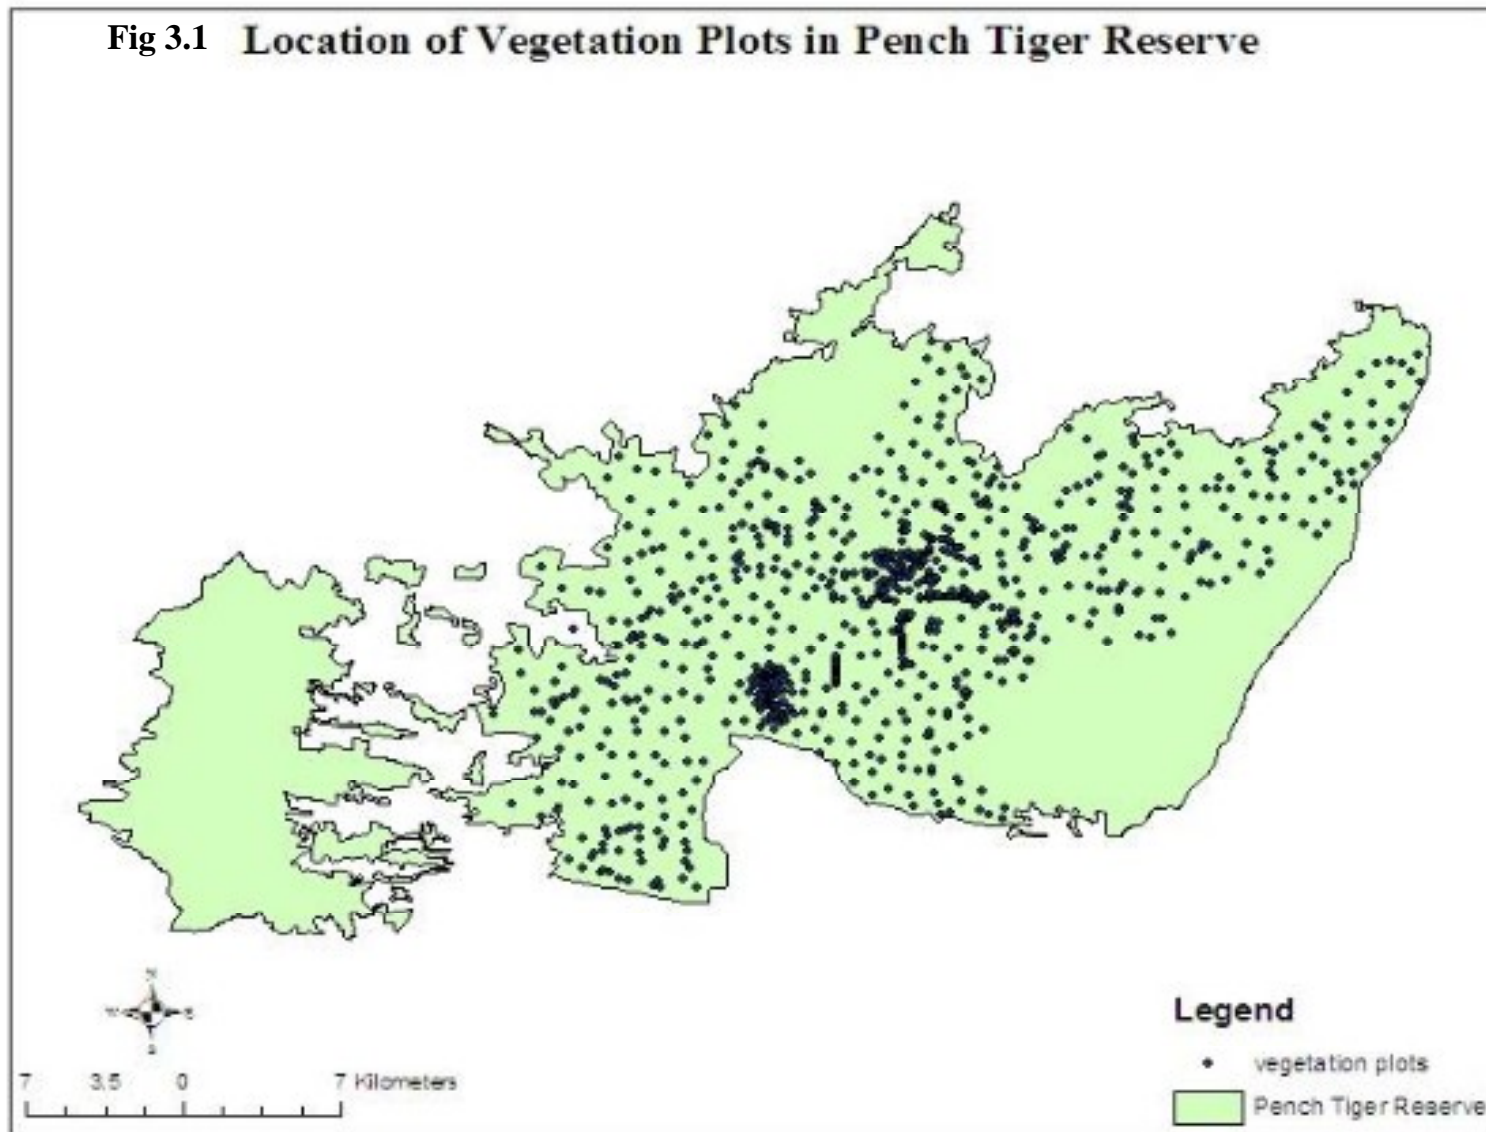 Fig 3.1 Location of Vegetation Plots in Pench Tiger Reserve
N
W E
S
7 3.5 0 7 Kilometers
Legend
vegetation plots
Pench Tiger Reserve